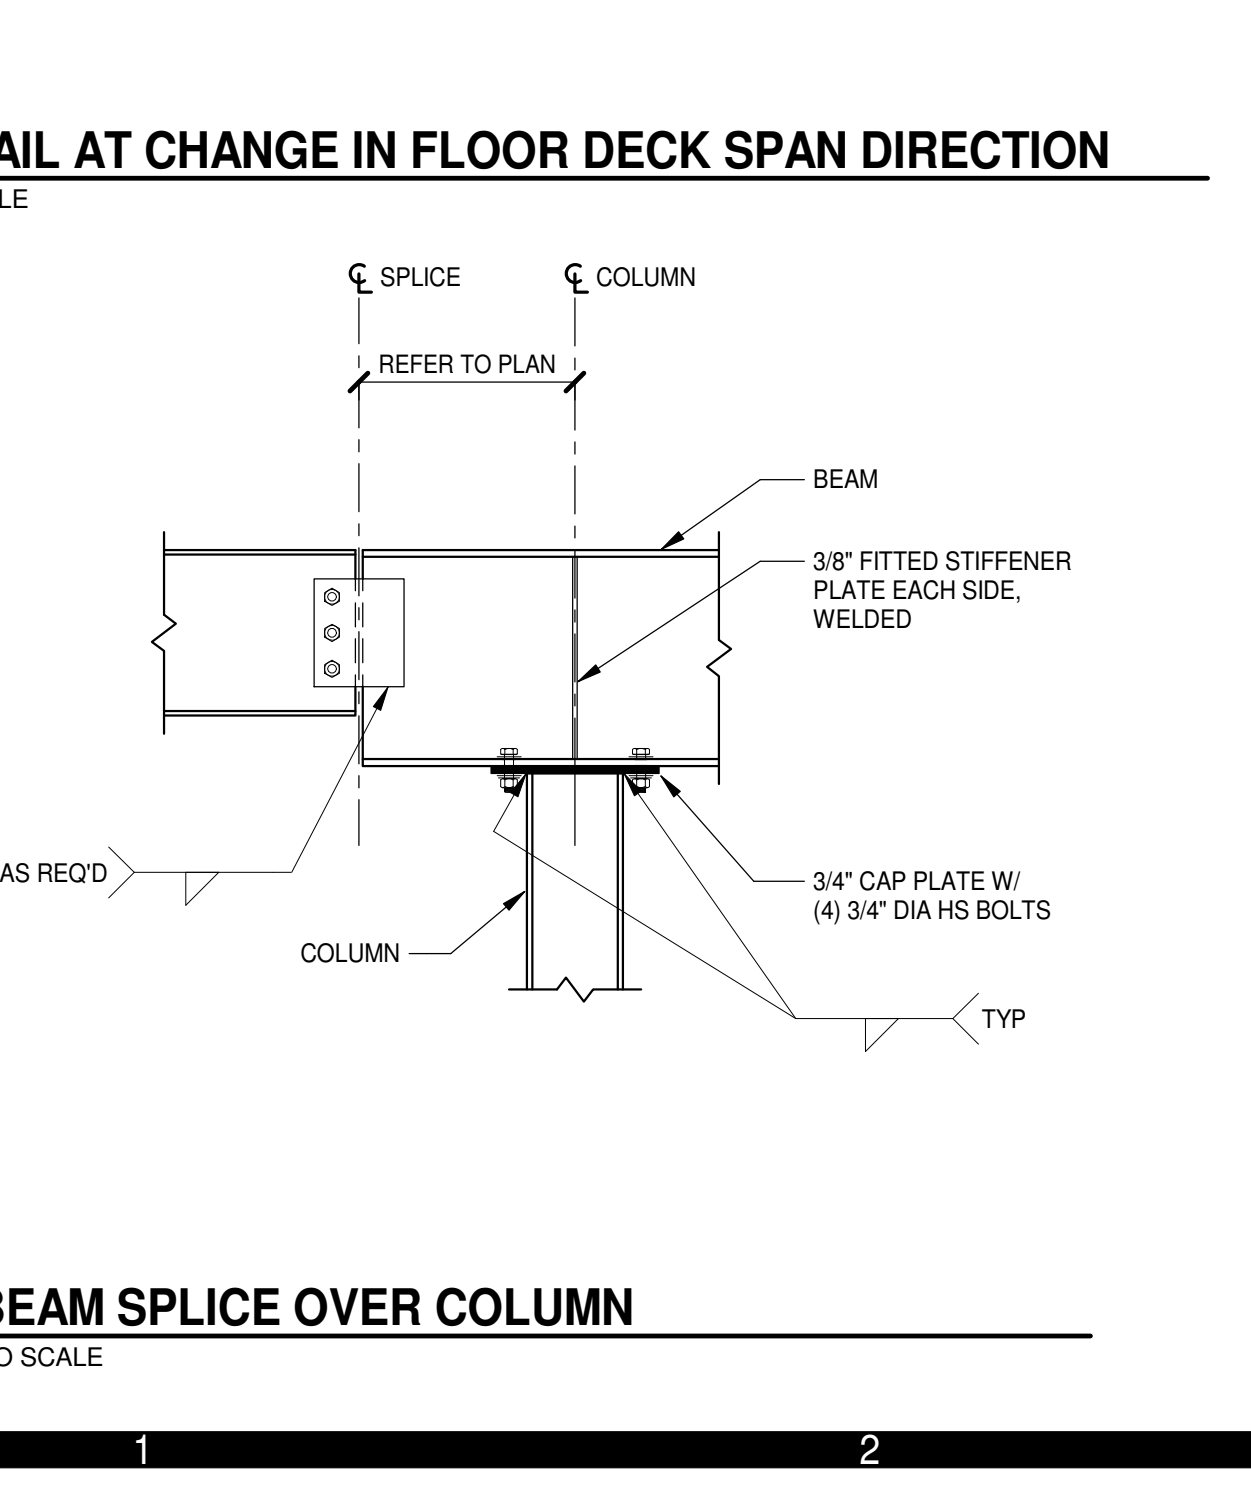 AIL AT CHANGE IN FLOOR DECK SPAN DIRECTION
LE
℄ SPLICE
℄ COLUMN
REFER TO PLAN
BEAM
3/8" FITTED STIFFENER
PLATE EACH SIDE,
WELDED
AS REQ'D
3/4" CAP PLATE W/
(4) 3/4" DIA HS BOLTS
COLUMN
TYP
BEAM SPLICE OVER COLUMN
O SCALE
1
2